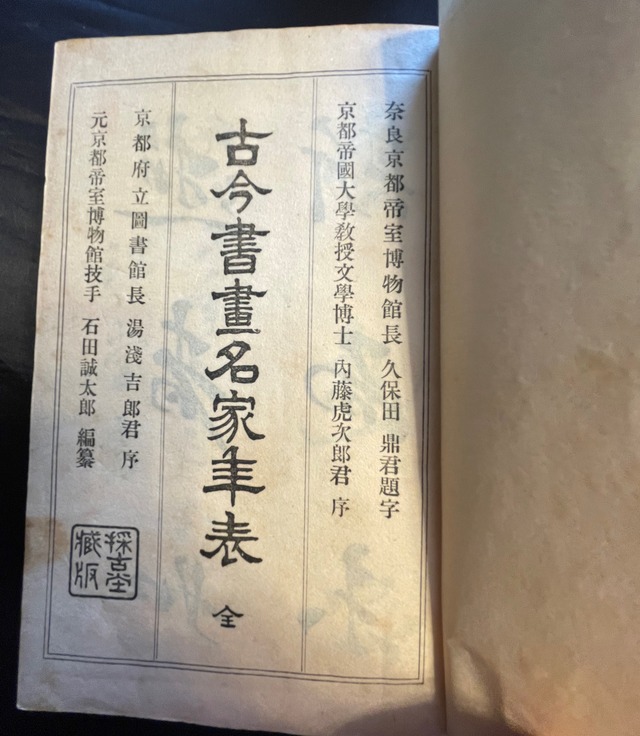 奈良京都帝室博物館長 久保田 鼎君題字
京都帝國大學敎授文學博士 內藤虎次郎君 序
古今書畫名家年表 全
京都府立圖書館長 湯淺吉郎君 序
元京都帝室博物館技手 石田誠太郎 編纂
採古堂
藏版